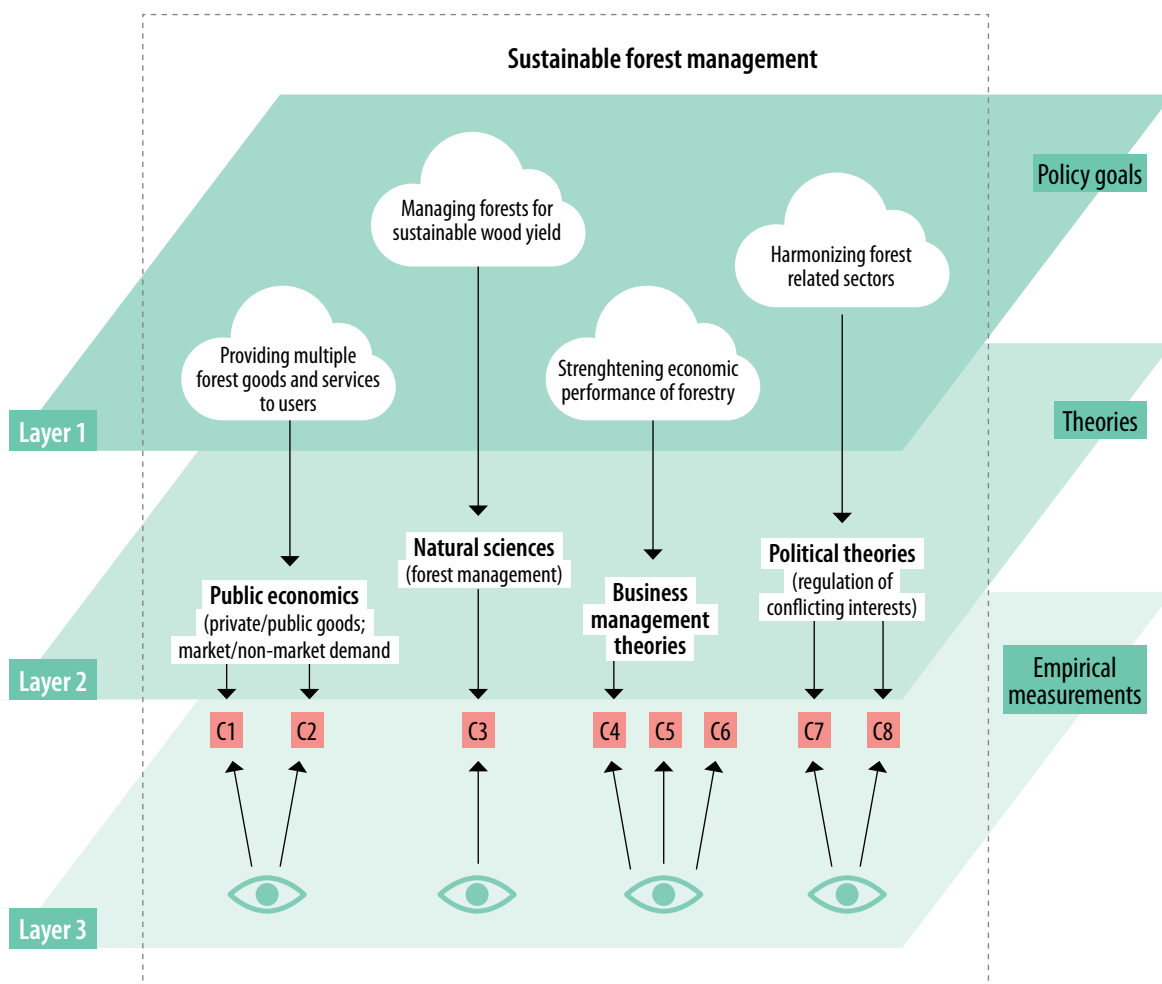 Sustainable forest management
Policy goals
Managing forests for
sustainable wood yield
Harmonizing forest
related sectors
Providing multiple
forest goods and services
to users
Strenghtening economic
performance of forestry
Layer 1
Theories
Natural sciences
(forest management)
Political theories
(regulation of
conflicting interests)
Public economics
(private/public goods;
market/non-market demand
Business
management
theories
Layer 2
Empirical
measurements
C1
C2
C3
C4
C5
C6
C7
C8
Layer 3